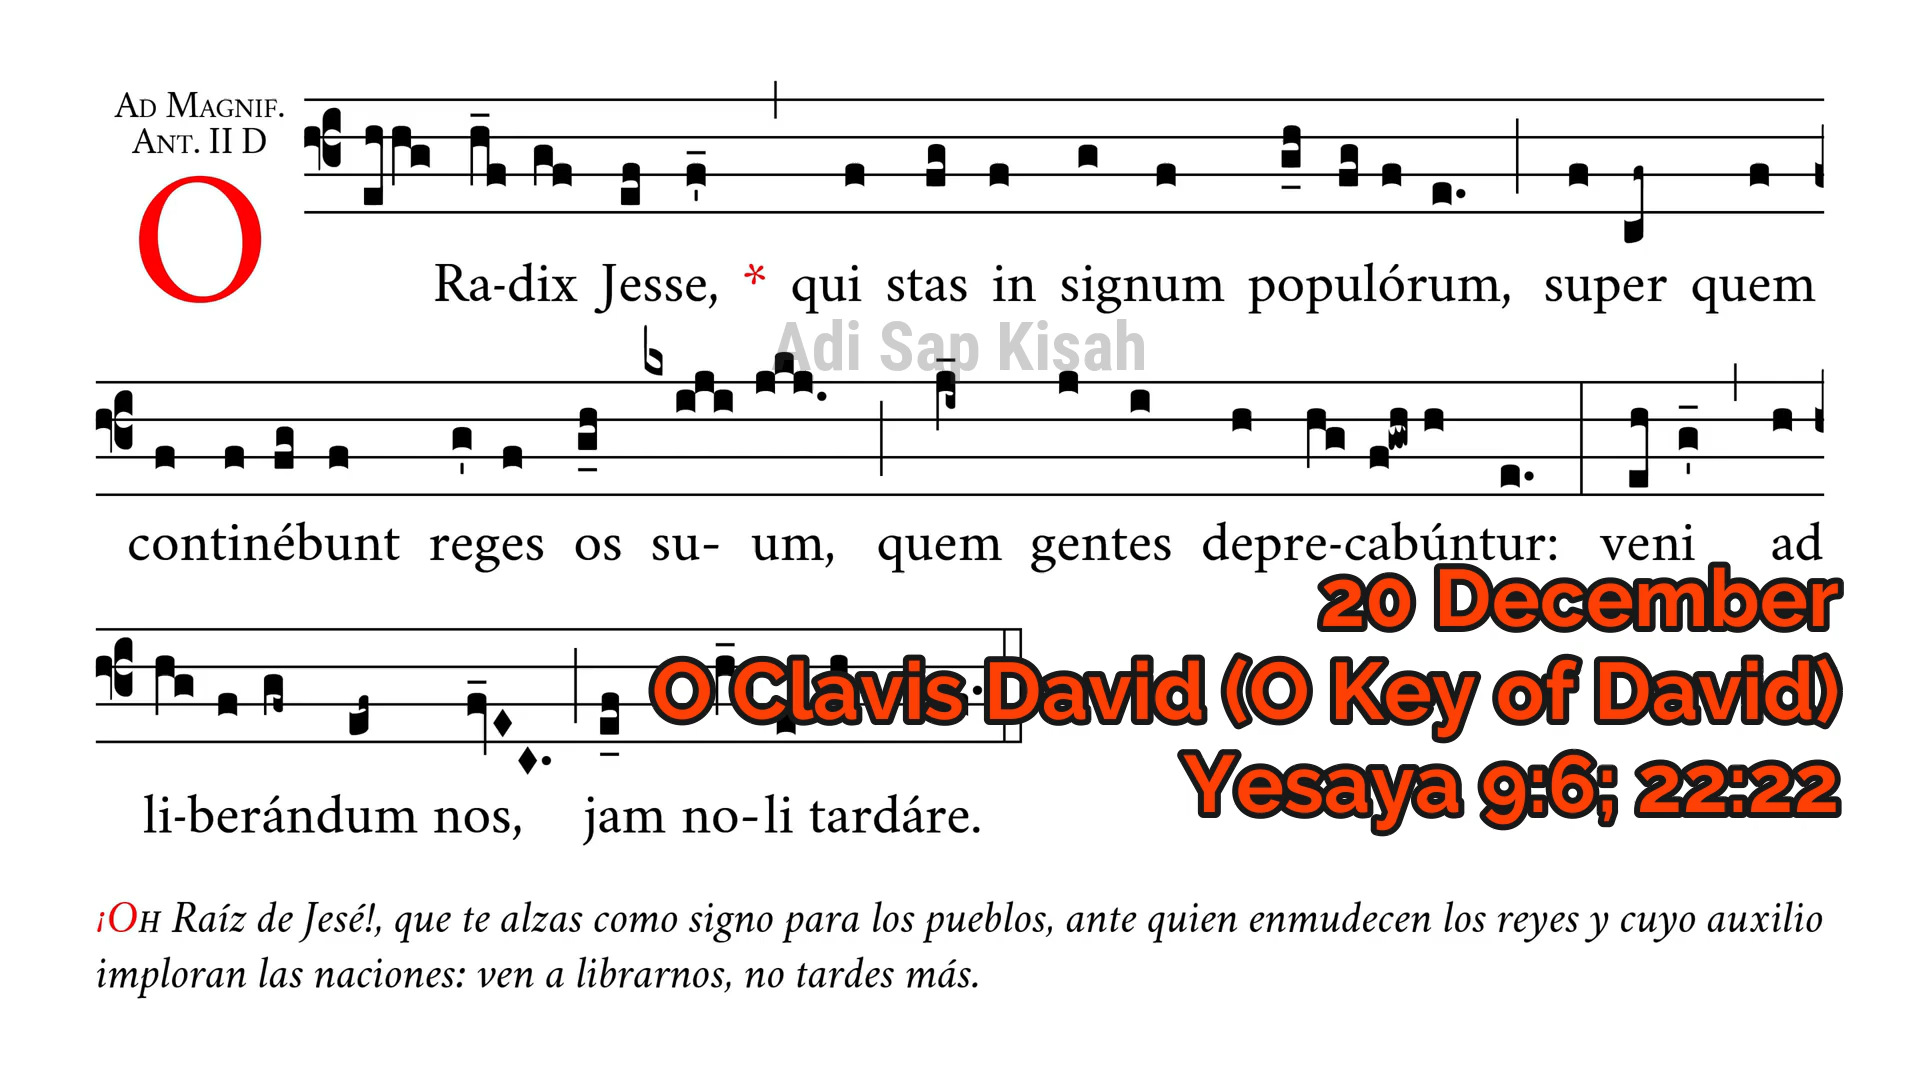 Ad Magnif.
Ant. II D
O
Ra-dix Jesse, * qui stas in signum populórum, super quem
Adi Sap Kisah
continébunt reges os su- um, quem gentes depre-cabúntur: veni ad
20 December
O Clavis David (O Key of David)
Yesaya 9:6; 22:22
li-berándum nos, jam no-li tardáre.
¡Oh Raíz de Jesé!, que te alzas como signo para los pueblos, ante quien enmudecen los reyes y cuyo auxilio
imploran las naciones: ven a librarnos, no tardes más.